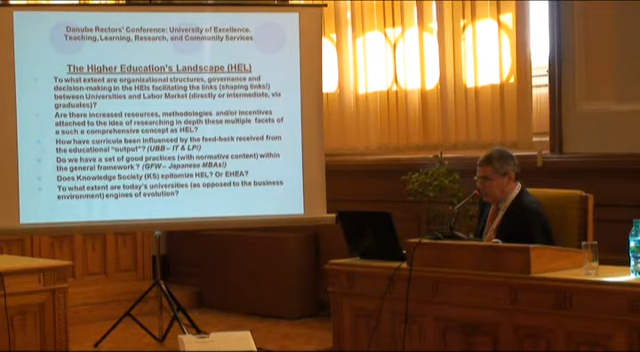 Danube Rectors' Conference: University of Excellence.
Teaching, Learning, Research, and Community Services
The Higher Education's Landscape (HEL)
To what extent are organizational structures, governance and
decision-making in the HEIs facilitating the links (shaping links!)
between Universities and Labor Market (directly or intermediate, via
graduates)?
Are there increased resources, methodologies and/or incentives
attached to the idea of researching in depth these multiple facets of
a such e comprehensive concept as HEL?
How have curricula been influenced by the feed-back received from
the educational "output"? (UBB – IT & LP!)
Do we have a set of good practices (with normative content) within
the general framework? (GFW – Japanese MBAs!)
Does Knowledge Society (KS) epitomize HEL? Or EHEA?
To what extent are today's universities (as opposed to the business
environment) engines of evolution?